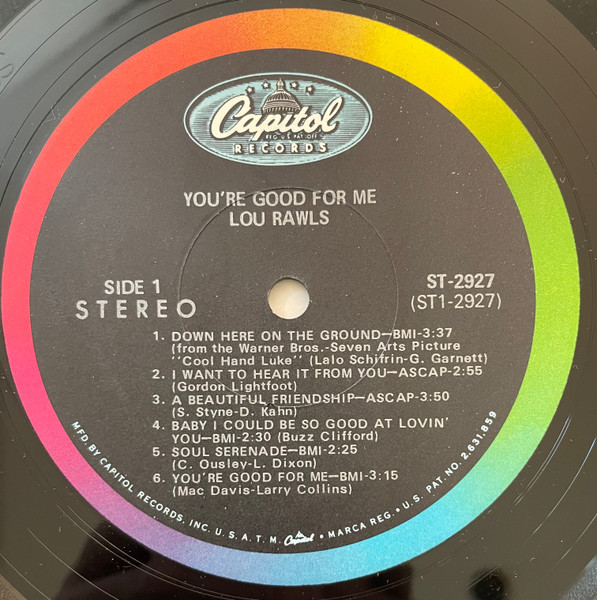 Capitol
REG. U.S. PAT. OFF.
RECORDS
YOU'RE GOOD FOR ME
LOU RAWLS
SIDE 1
STEREO
ST-2927
(ST1-2927)
1. DOWN HERE ON THE GROUND—BMI-3:37
(from the Warner Bros.-Seven Arts Picture
"Cool Hand Luke" (Lalo Schifrin-G. Garnett)
2. I WANT TO HEAR IT FROM YOU—ASCAP-2:55
(Gordon Lightfoot)
3. A BEAUTIFUL FRIENDSHIP—ASCAP-3:50
(S. Styne-D. Kahn)
4. BABY I COULD BE SO GOOD AT LOVIN'
YOU—BMI-2:30 (Buzz Clifford)
5. SOUL SERENADE-BMI-2:25
(C. Ousley-L. Dixon)
6. YOU'RE GOOD FOR ME—BMI-3:15
(Mac Davis-Larry Collins)
MFD. BY CAPITOL RECORDS, INC. U.S.A. T.M. Capitol • MARCA REG. • U.S. PAT. NO. 2,631,859